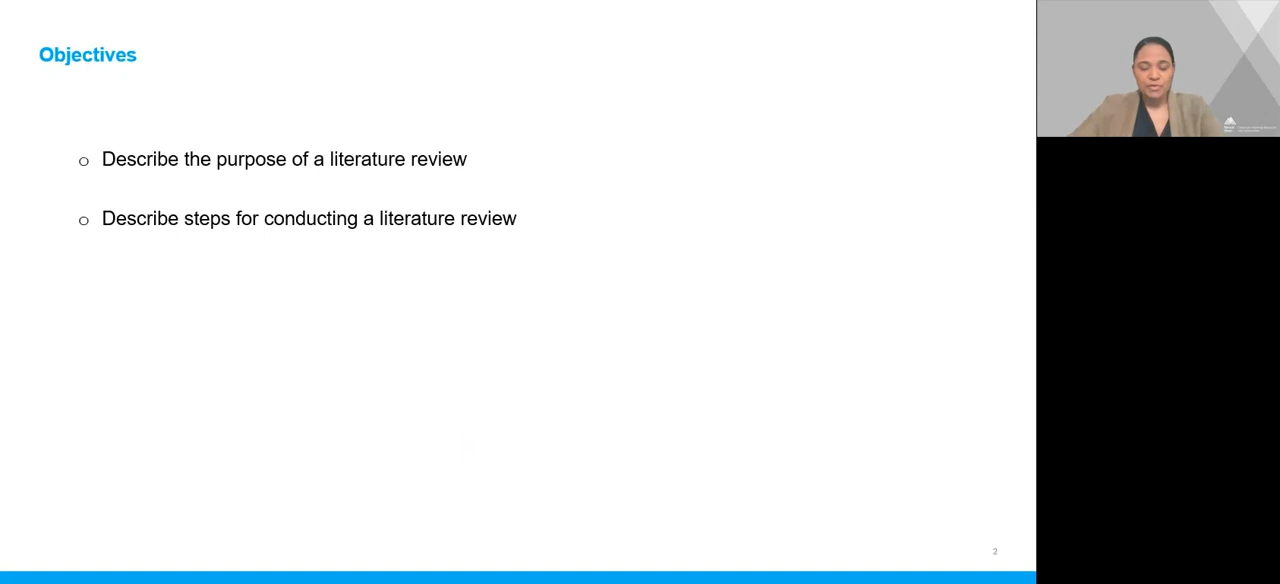 Objectives
o Describe the purpose of a literature review
o Describe steps for conducting a literature review
2